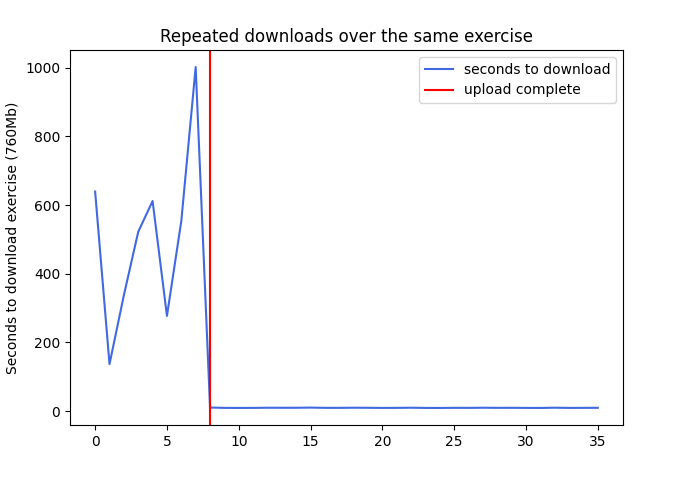 Repeated downloads over the same exercise
seconds to download
upload complete
Seconds to download exercise (760Mb)
1000
800
600
400
200
0
0 5 10 15 20 25 30 35